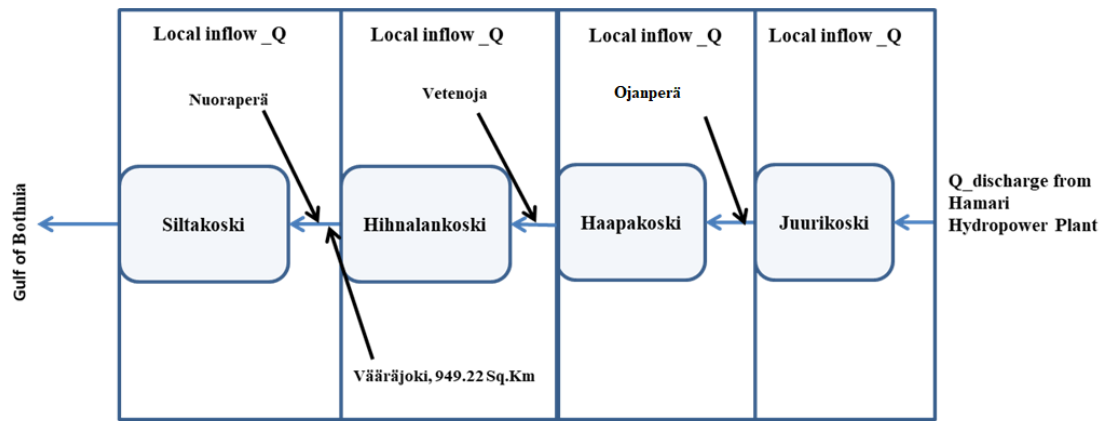 Local inflow _Q
Local inflow _Q
Local inflow _Q
Local inflow _Q
Nuoraperä
Vetenoja
Ojanperä
Gulf of Bothnia
Siltakoski
Hihnalankoski
Haapakoski
Juurikoski
Q_discharge from
Hamari
Hydropower Plant
Vääräjoki, 949.22 Sq.Km